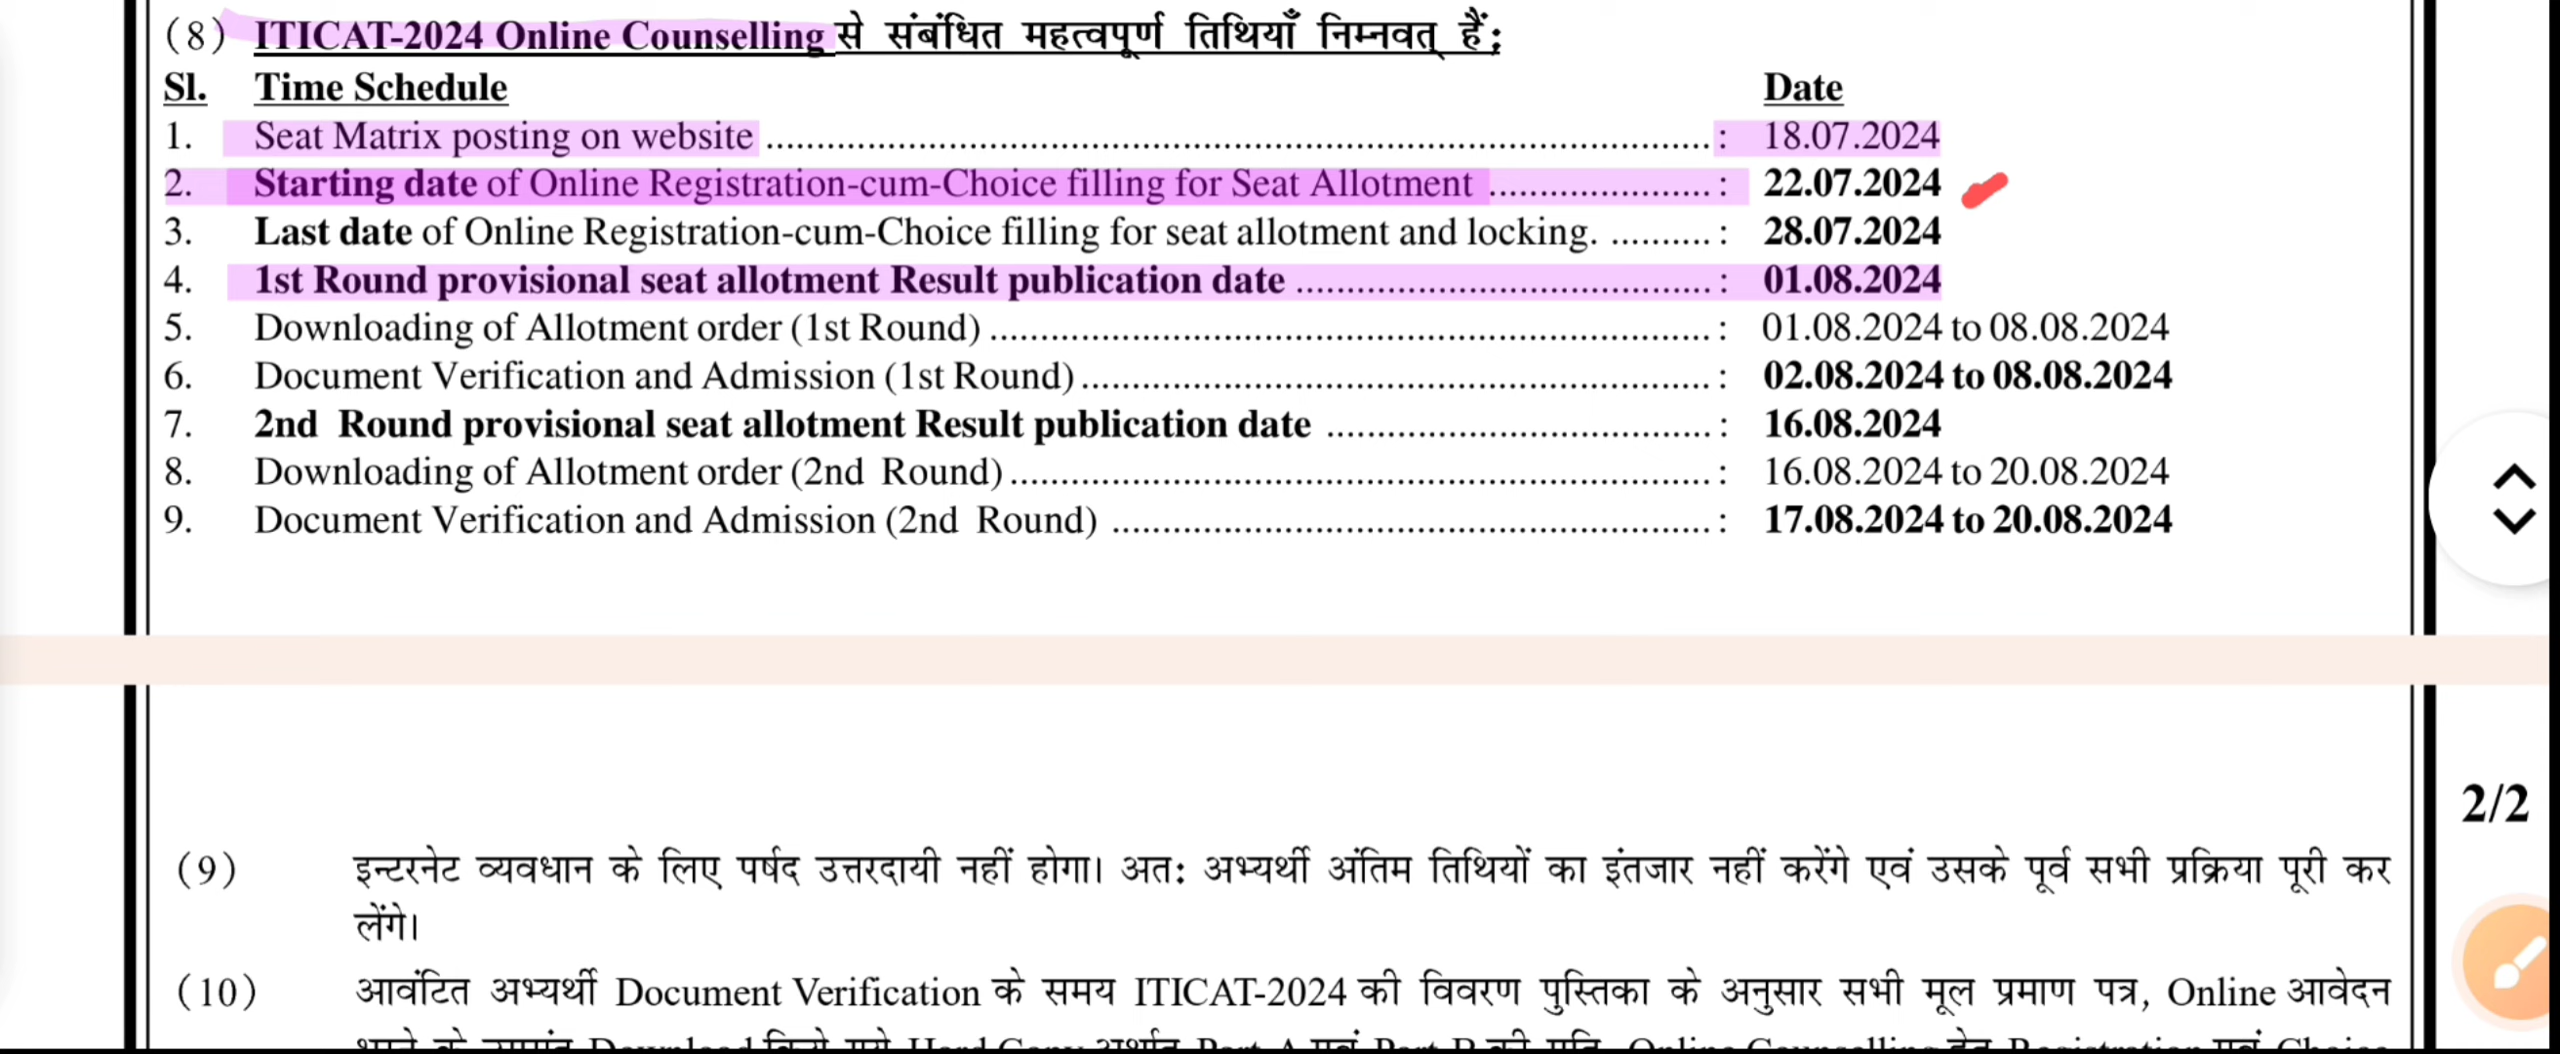 (8) ITICAT-2024 Online Counselling से संबंधित महत्वपूर्ण तिथियाँ निम्नवत् हैं;
Sl. Time Schedule Date
1. Seat Matrix posting on website : 18.07.2024
2. Starting date of Online Registration-cum-Choice filling for Seat Allotment : 22.07.2024
3. Last date of Online Registration-cum-Choice filling for seat allotment and locking. : 28.07.2024
4. 1st Round provisional seat allotment Result publication date : 01.08.2024
5. Downloading of Allotment order (1st Round) : 01.08.2024 to 08.08.2024
6. Document Verification and Admission (1st Round) : 02.08.2024 to 08.08.2024
7. 2nd Round provisional seat allotment Result publication date : 16.08.2024
8. Downloading of Allotment order (2nd Round) : 16.08.2024 to 20.08.2024
9. Document Verification and Admission (2nd Round) : 17.08.2024 to 20.08.2024
2/2
(9) इन्टरनेट व्यवधान के लिए पर्षद उत्तरदायी नहीं होगा। अतः अभ्यर्थी अंतिम तिथियों का इंतजार नहीं करेंगे एवं उसके पूर्व सभी प्रक्रिया पूरी कर
लेंगे।
(10) आवंटित अभ्यर्थी Document Verification के समय ITICAT-2024 की विवरण पुस्तिका के अनुसार सभी मूल प्रमाण पत्र, Online आवेदन